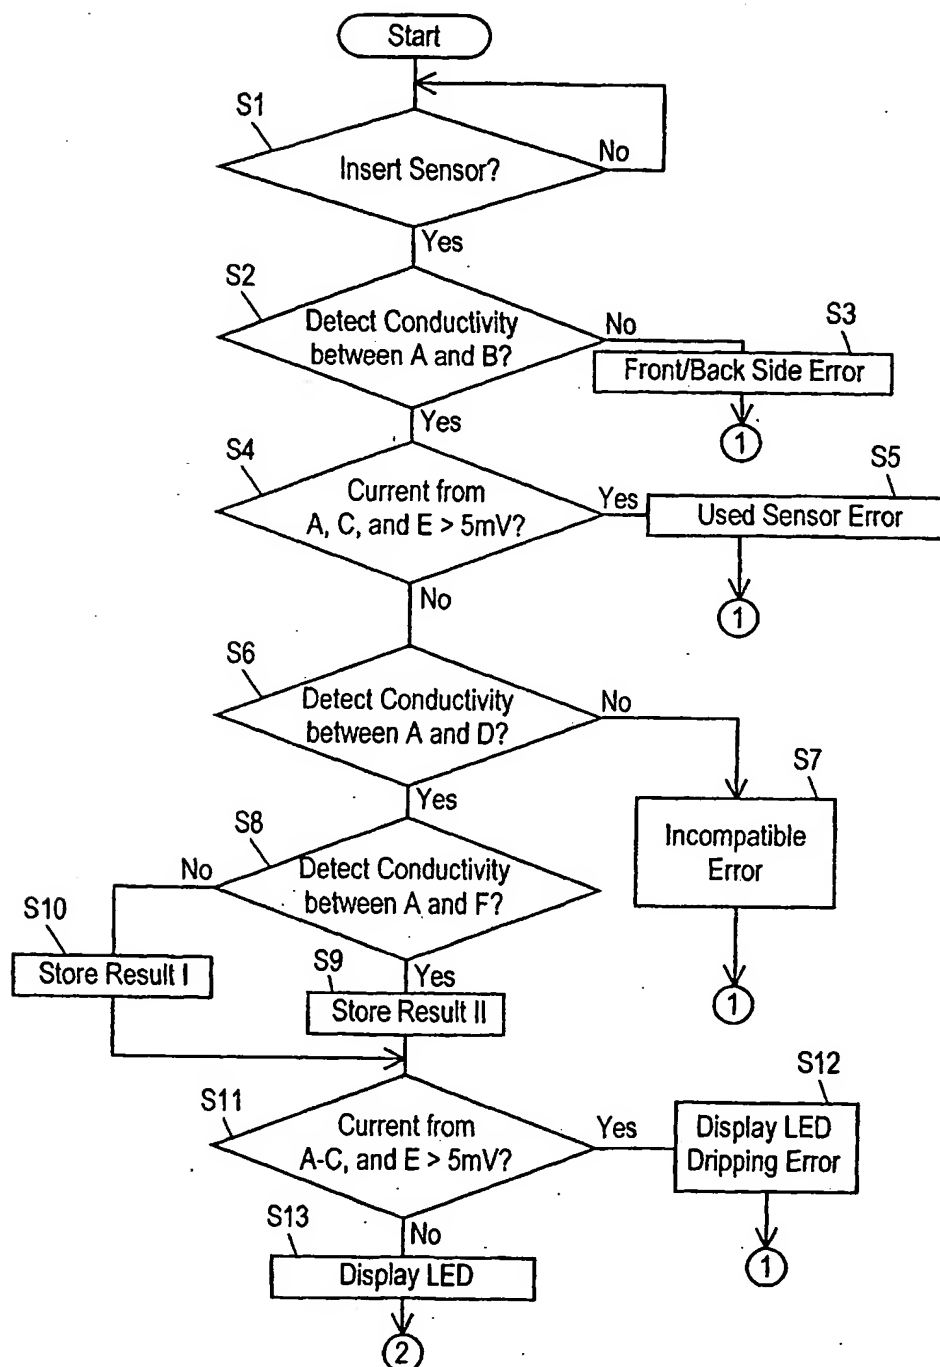 Start
S1
Insert Sensor?
No
Yes
S2
Detect Conductivity
between A and B?
No
S3
Front/Back Side Error
1
Yes
S4
Current from
A, C, and E > 5mV?
Yes
S5
Used Sensor Error
1
No
S6
Detect Conductivity
between A and D?
No
S7
Incompatible
Error
1
Yes
S8
Detect Conductivity
between A and F?
No
S10
Store Result I
S9
Yes
Store Result II
S11
Current from
A-C, and E > 5mV?
Yes
S12
Display LED
Dripping Error
1
No
S13
Display LED
2